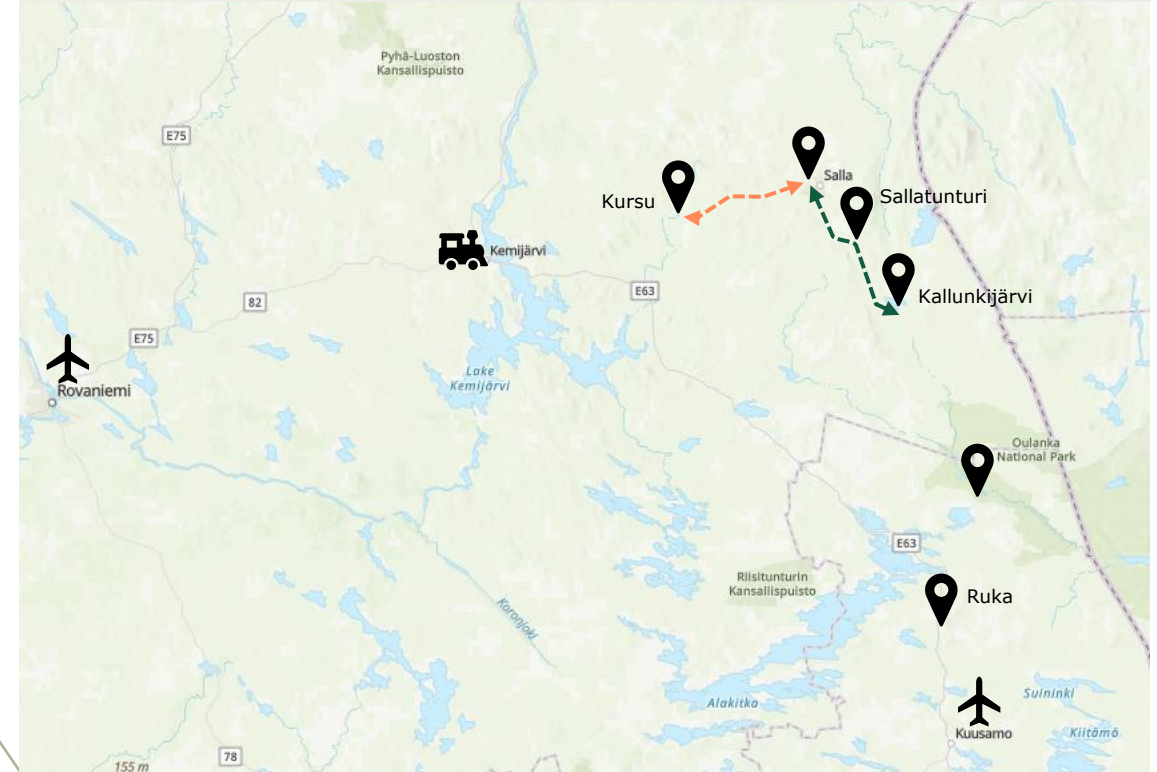 Pyhä-Luoston
Kansallispuisto
E75
Salla
Kursu
Sallatunturi
Kemijärvi
E63
Kallunkijärvi
82
E75
Lake
Kemijärvi
Rovaniemi
Oulanka
National Park
E63
Riisitunturin
Kansallispuisto
Ruka
Koronjoki
Suininki
Alakitka
Kiitämö
Kuusamo
78
155 m